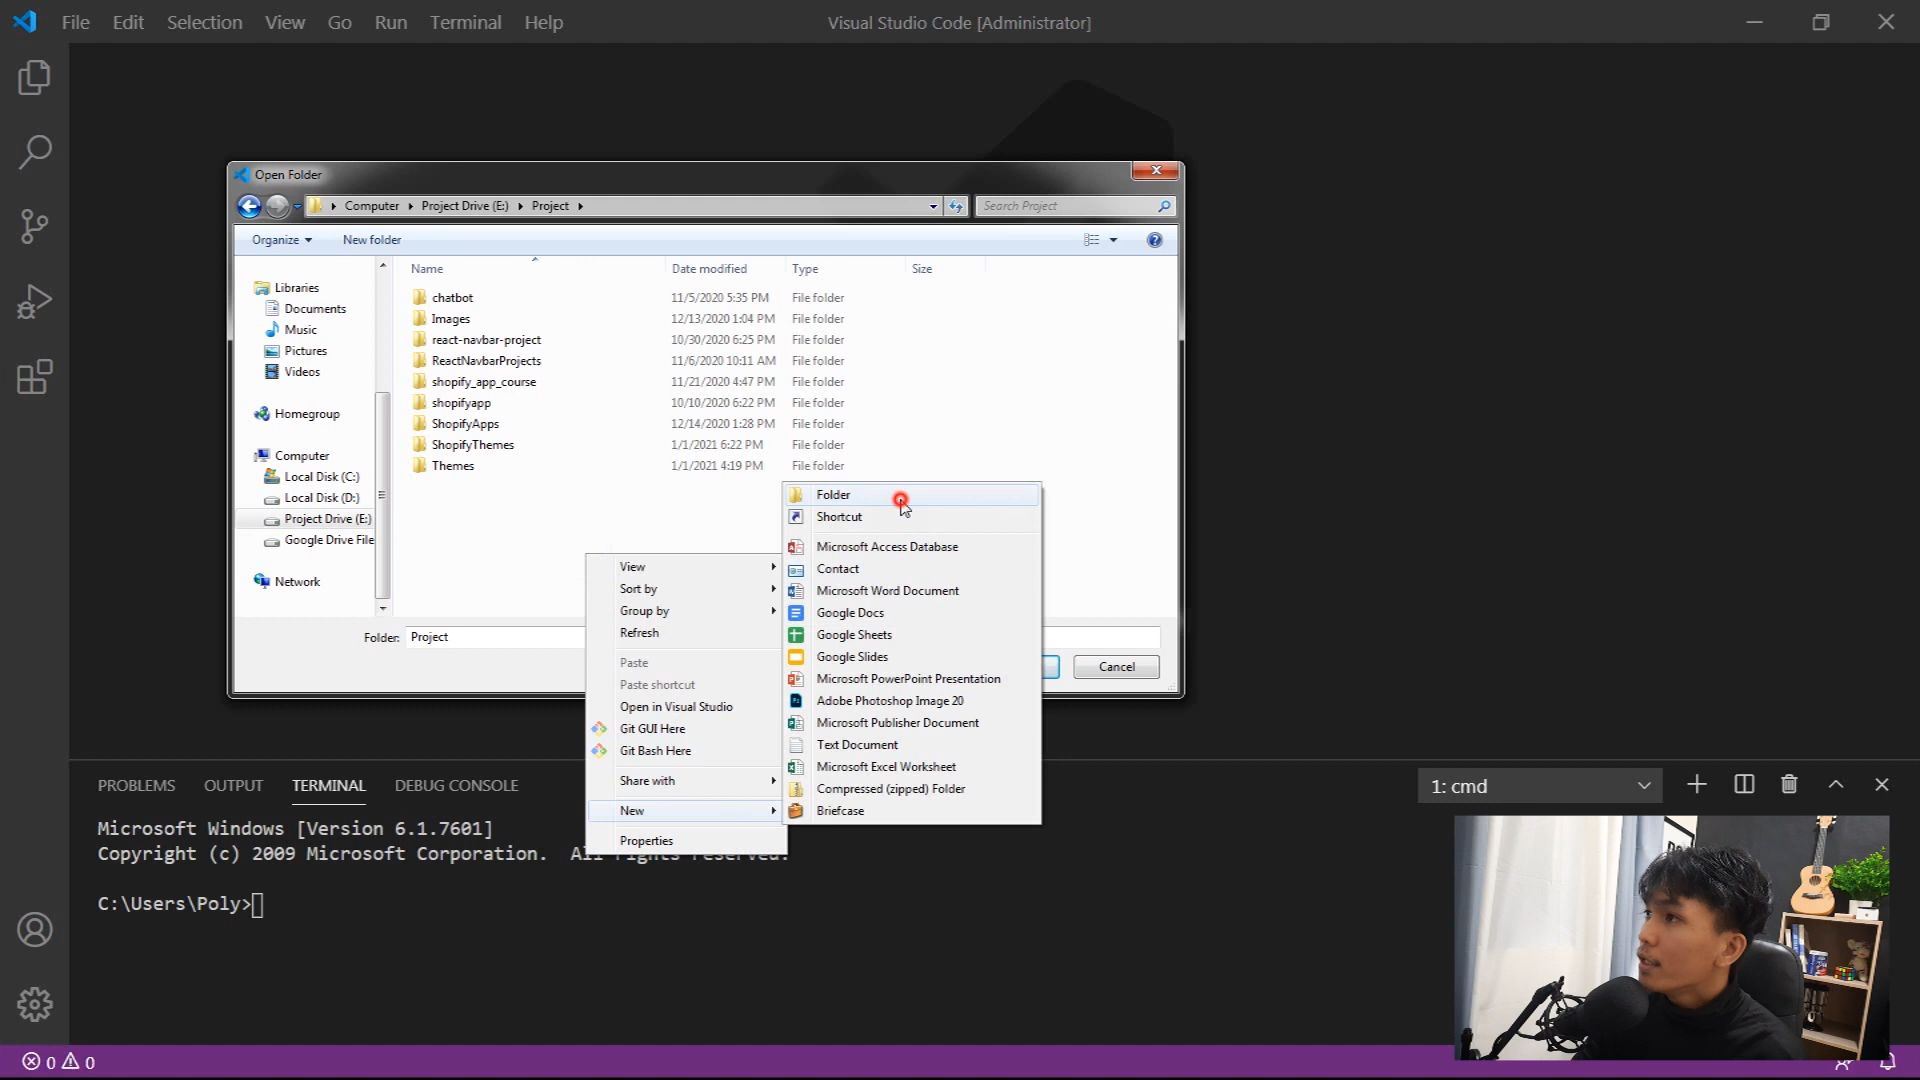 File Edit Selection View Go Run Terminal Help
Visual Studio Code [Administrator]
Open Folder
Computer Project Drive (E:) Project
Search Project
Organize New folder
Name Date modified Type Size
Libraries
Documents
Music
Pictures
Videos
Homegroup
Computer
Local Disk (C:)
Local Disk (D:)
Project Drive (E:)
Google Drive File
Network
chatbot 11/5/2020 5:35 PM File folder
Images 12/13/2020 1:04 PM File folder
react-navbar-project 10/30/2020 6:25 PM File folder
ReactNavbarProjects 11/6/2020 10:11 AM File folder
shopify_app_course 11/21/2020 4:47 PM File folder
shopifyapp 10/10/2020 6:22 PM File folder
ShopifyApps 12/14/2020 1:28 PM File folder
ShopifyThemes 1/1/2021 6:22 PM File folder
Themes 1/1/2021 4:19 PM File folder
Folder: Project
Cancel
View
Sort by
Group by
Refresh
Paste
Paste shortcut
Open in Visual Studio
Git GUI Here
Git Bash Here
Share with
New
Properties
Folder
Shortcut
Microsoft Access Database
Contact
Microsoft Word Document
Google Docs
Google Sheets
Google Slides
Microsoft PowerPoint Presentation
Adobe Photoshop Image 20
Microsoft Publisher Document
Text Document
Microsoft Excel Worksheet
Compressed (zipped) Folder
Briefcase
PROBLEMS OUTPUT TERMINAL DEBUG CONSOLE
1: cmd
Microsoft Windows [Version 6.1.7601]
Copyright (c) 2009 Microsoft Corporation. All rights reserved.
C:\Users\Poly>
0 0